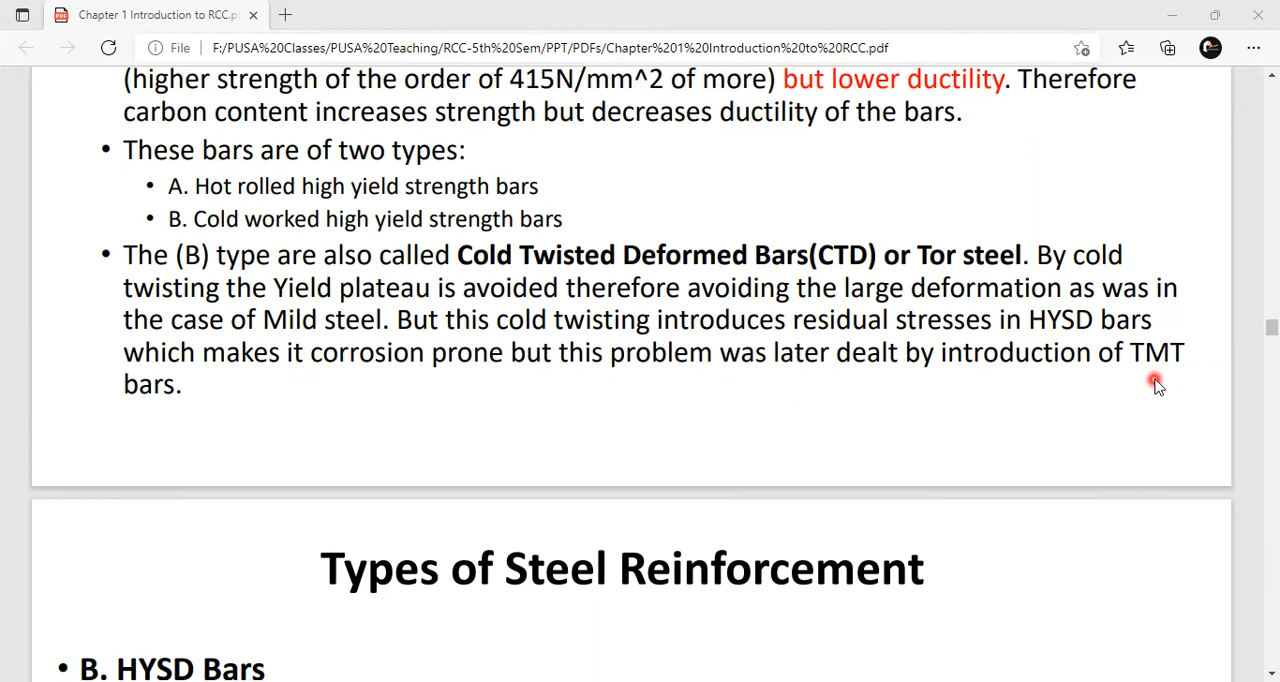 Chapter 1 Introduction to RCC.p
File
F:/PUSA%20Classes/PUSA%20Teaching/RCC-5th%20Sem/PPT/PDFs/Chapter%201%20Introduction%20to%20RCC.pdf
(higher strength of the order of 415N/mm^2 of more) but lower ductility. Therefore
carbon content increases strength but decreases ductility of the bars.
• These bars are of two types:
• A. Hot rolled high yield strength bars
• B. Cold worked high yield strength bars
• The (B) type are also called Cold Twisted Deformed Bars(CTD) or Tor steel. By cold
twisting the Yield plateau is avoided therefore avoiding the large deformation as was in
the case of Mild steel. But this cold twisting introduces residual stresses in HYSD bars
which makes it corrosion prone but this problem was later dealt by introduction of TMT
bars.
Types of Steel Reinforcement
• B. HYSD Bars